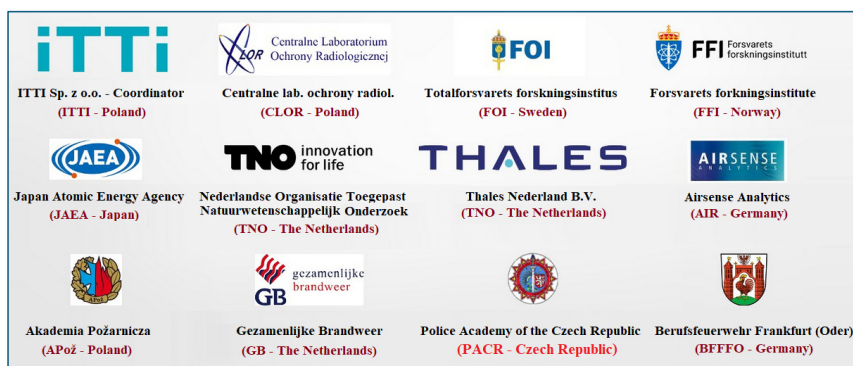 iTTi
CLOR Centralne Laboratorium
Ochrony Radiologicznej
FOI
FFI Forsvarets
forskningsinstitutt
ITTI Sp. z o.o. - Coordinator
Centralne lab. ochrony radiol.
Totalforsvarets forskningsinstitus
Forsvarets forkningsinstitute
(ITTI - Poland)
(CLOR - Poland)
(FOI - Sweden)
(FFI - Norway)
JAEA
TNO innovation
for life
THALES
AIRSENSE
ANALYTICS
Japan Atomic Energy Agency
(JAEA - Japan)
Nederlandse Organisatie Toegepast
Natuurwetenschappelijk Onderzoek
(TNO - The Netherlands)
Thales Nederland B.V.
(TNO - The Netherlands)
Airsense Analytics
(AIR - Germany)
APoż
GB gezamenlijke
brandweer
Akademia Pożarnicza
(APoż - Poland)
Gezamenlijke Brandweer
(GB - The Netherlands)
Police Academy of the Czech Republic
(PACR - Czech Republic)
Berufsfeuerwehr Frankfurt (Oder)
(BFFFO - Germany)